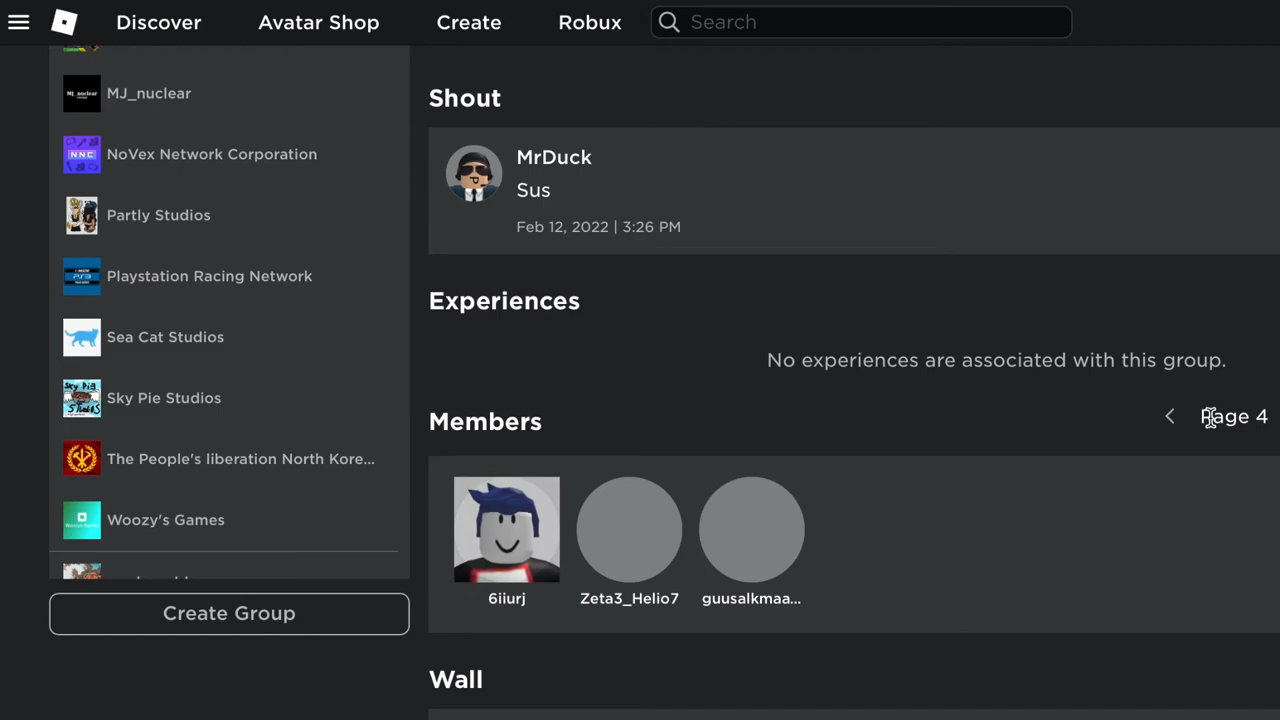 Discover
Avatar Shop
Create
Robux
Search
MJ_nuclear
NoVex Network Corporation
NNC
Partly Studios
Playstation Racing Network
Sea Cat Studios
Sky Pie Studios
The People's liberation North Kore...
Woozy's Games
Create Group
Shout
MrDuck
Sus
Feb 12, 2022 | 3:26 PM
Experiences
No experiences are associated with this group.
Members
Page 4
6iiurj
Zeta3_Helio7
guusalkmaa...
Wall